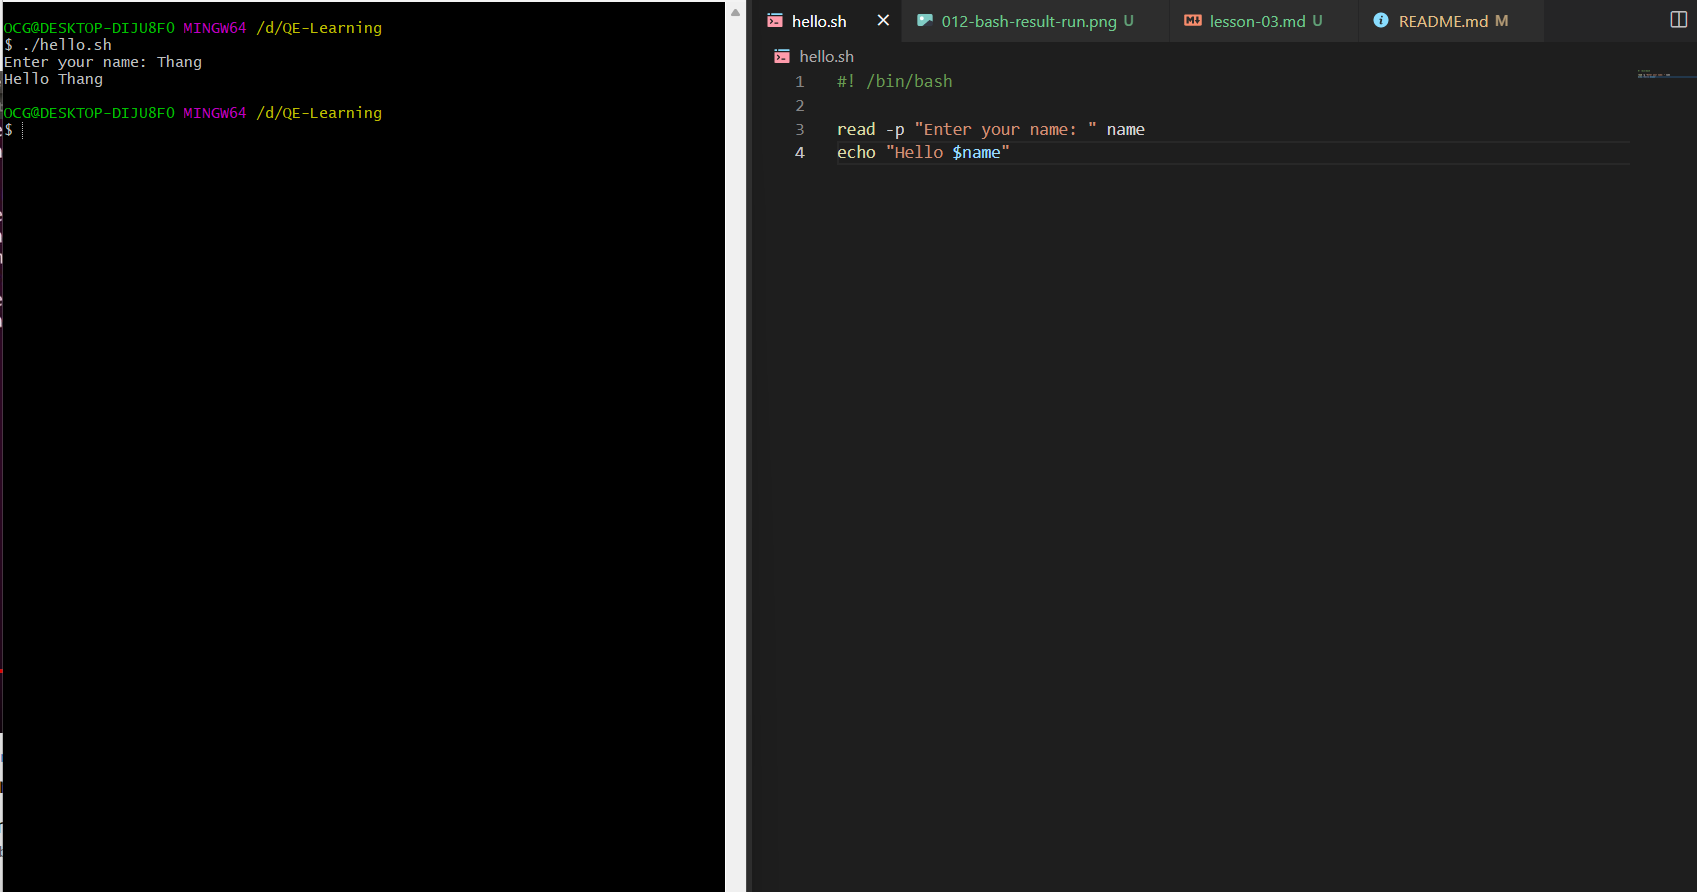 OCG@DESKTOP-DIJU8F0 MINGW64 /d/QE-Learning
$ ./hello.sh
Enter your name: Thang
Hello Thang
OCG@DESKTOP-DIJU8F0 MINGW64 /d/QE-Learning
$
hello.sh
012-bash-result-run.png U
lesson-03.md U
README.md M
hello.sh
1 #! /bin/bash
2
3 read -p "Enter your name: " name
4 echo "Hello $name"